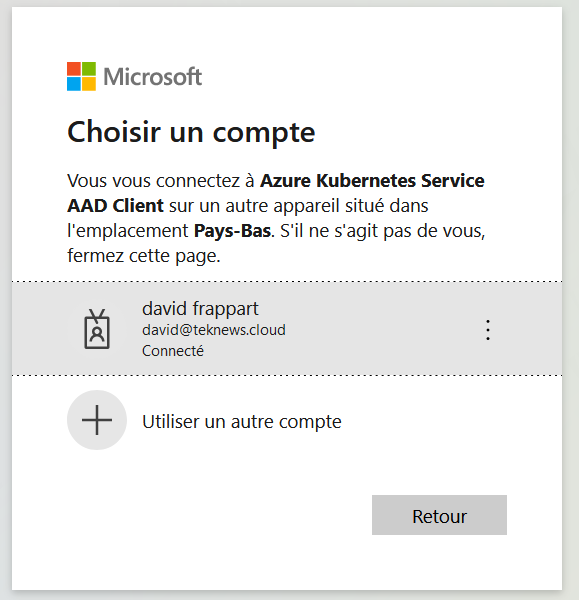 Microsoft
Choisir un compte
Vous vous connectez à Azure Kubernetes Service
AAD Client sur un autre appareil situé dans
l'emplacement Pays-Bas. S'il ne s'agit pas de vous,
fermez cette page.
david frappart
david@teknews.cloud
Connecté
Utiliser un autre compte
Retour